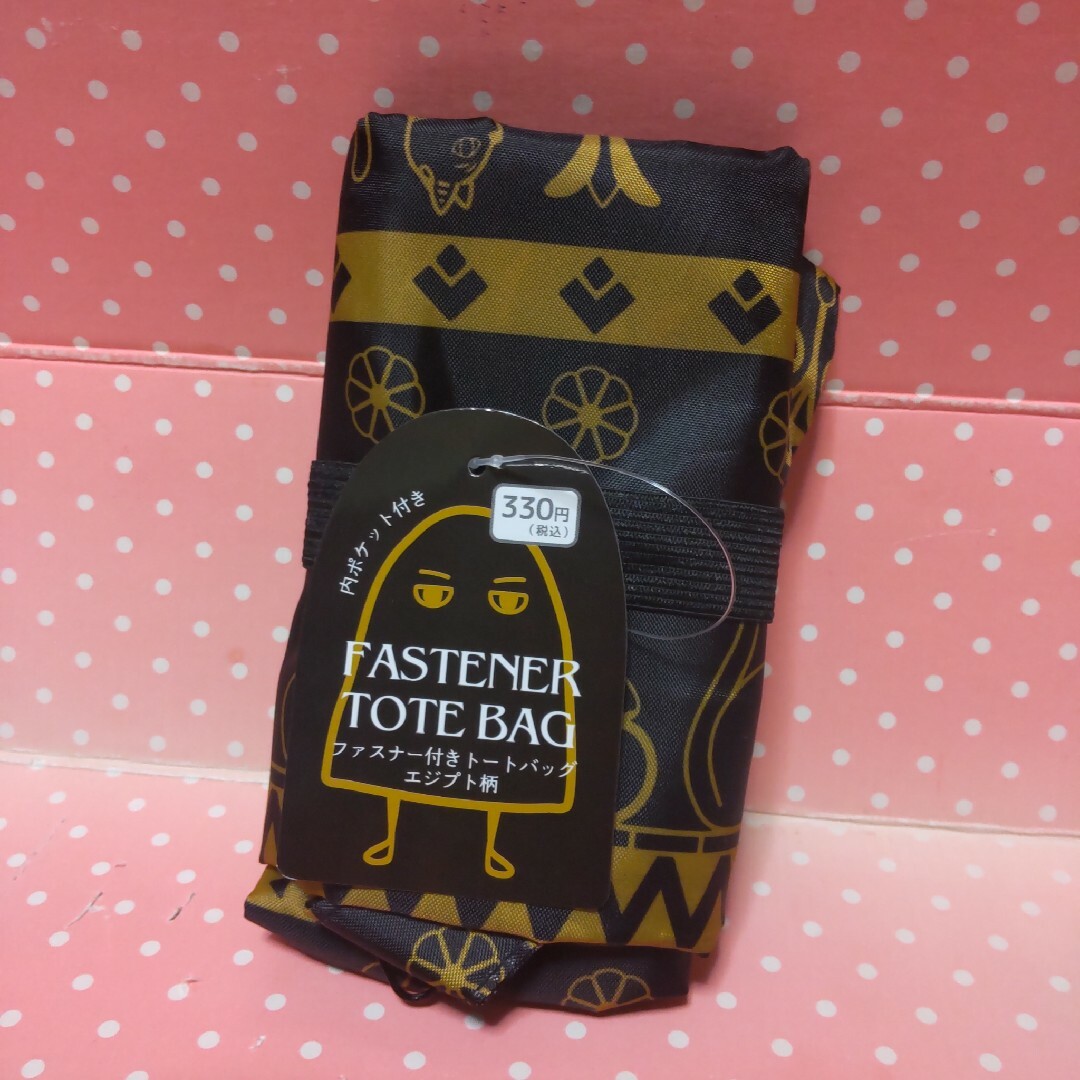 内ポケット付き
330円
(税込)
FASTENER
TOTE BAG
ファスナー付きトートバッグ
エジプト柄